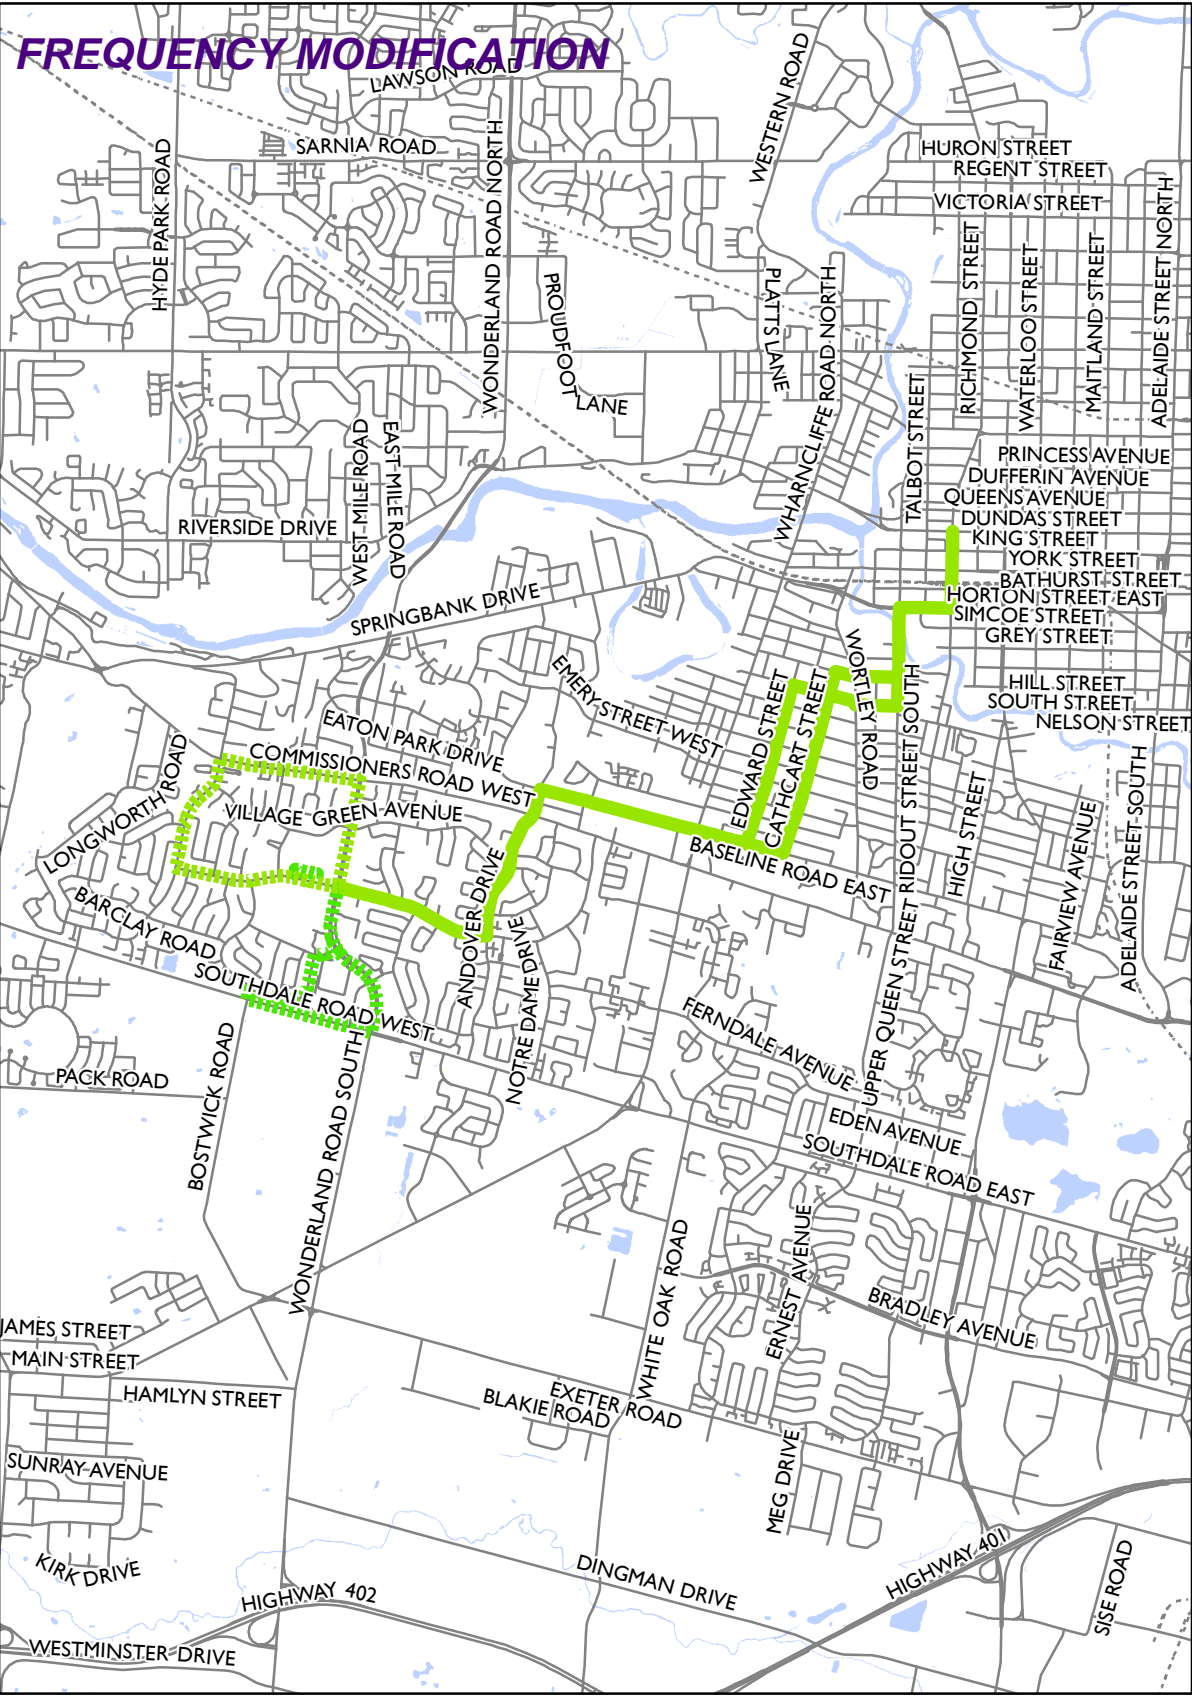 FREQUENCY MODIFICATION
LAWSON ROAD
WESTERN ROAD
SARNIA ROAD
HURON STREET
REGENT STREET
VICTORIA STREET
HYDE PARK ROAD
WONDERLAND ROAD NORTH
PROUDFOOT
LANE
PLATTS LANE
WHARNCLIFFE ROAD NORTH
TALBOT STREET
RICHMOND STREET
WATERLOO STREET
MAITLAND STREET
ADELAIDE STREET NORTH
WEST MILE ROAD
EAST MILE ROAD
RIVERSIDE DRIVE
PRINCESS AVENUE
DUFFERIN AVENUE
QUEENS AVENUE
DUNDAS STREET
KING STREET
YORK STREET
BATHURST STREET
HORTON STREET EAST
SIMCOE STREET
GREY STREET
SPRINGBANK DRIVE
EMERY STREET WEST
EDWARD STREET
CATHCART STREET
WORTLEY ROAD
RIDOUT STREET SOUTH
HILL STREET
SOUTH STREET
NELSON STREET
EATON PARK DRIVE
COMMISSIONERS ROAD WEST
VILLAGE GREEN AVENUE
LONGWORTH ROAD
BARCLAY ROAD
SOUTHDALE ROAD WEST
ANDOVER DRIVE
NOTRE DAME DRIVE
BASELINE ROAD EAST
HIGH STREET
FAIRVIEW AVENUE
ADELAIDE STREET SOUTH
UPPER QUEEN STREET
FERNDALE AVENUE
EDEN AVENUE
SOUTHDALE ROAD EAST
PACK ROAD
BOSTWICK ROAD
WONDERLAND ROAD SOUTH
WHITE OAK ROAD
ERNEST AVENUE
BRADLEY AVENUE
JAMES STREET
MAIN STREET
HAMLYN STREET
EXETER ROAD
BLAKIE ROAD
MEG DRIVE
SUNRAY AVENUE
KIRK DRIVE
DINGMAN DRIVE
HIGHWAY 401
HIGHWAY 402
SISE ROAD
WESTMINSTER DRIVE